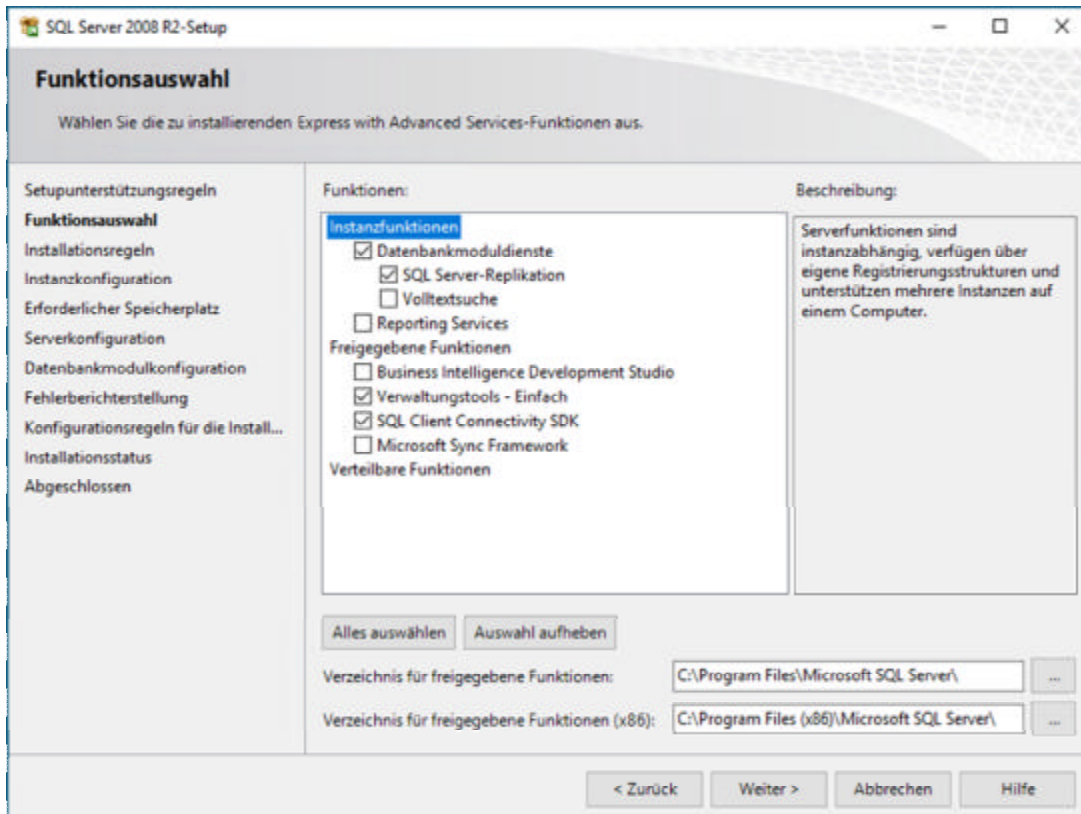 SQL Server 2008 R2-Setup
Funktionsauswahl
Wählen Sie die zu installierenden Express with Advanced Services-Funktionen aus.
Setupunterstützungsregeln
Funktionsauswahl
Installationsregeln
Instanzkonfiguration
Erforderlicher Speicherplatz
Serverkonfiguration
Datenbankmodulkonfiguration
Fehlerberichterstellung
Konfigurationsregeln für die Install...
Installationsstatus
Abgeschlossen
Funktionen:
Instanzfunktionen
Datenbankmoduldienste
SQL Server-Replikation
Volltextsuche
Reporting Services
Freigegebene Funktionen
Business Intelligence Development Studio
Verwaltungstools - Einfach
SQL Client Connectivity SDK
Microsoft Sync Framework
Verteilbare Funktionen
Beschreibung:
Serverfunktionen sind
instanzabhängig, verfügen über
eigene Registrierungsstrukturen und
unterstützen mehrere Instanzen auf
einem Computer.
Alles auswählen
Auswahl aufheben
Verzeichnis für freigegebene Funktionen:
C:\Program Files\Microsoft SQL Server\
...
Verzeichnis für freigegebene Funktionen (x86):
C:\Program Files (x86)\Microsoft SQL Server\
...
< Zurück
Weiter >
Abbrechen
Hilfe